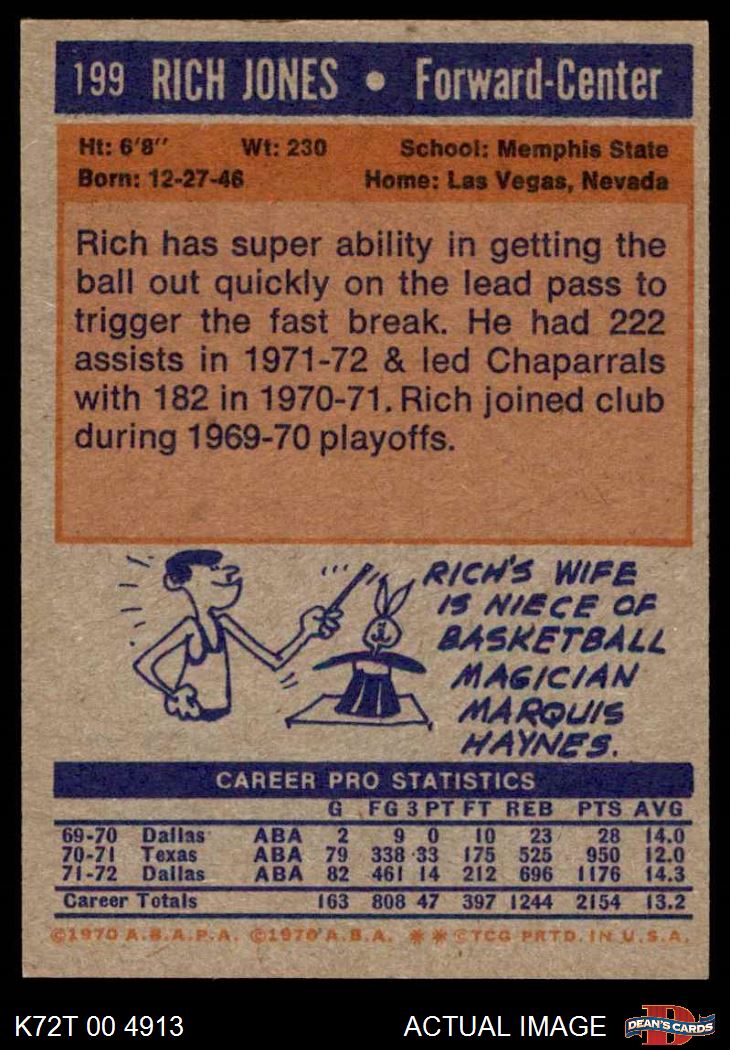 199 RICH JONES • Forward-Center
Ht: 6'8" Wt: 230 School: Memphis State
Born: 12-27-46 Home: Las Vegas, Nevada
Rich has super ability in getting the
ball out quickly on the lead pass to
trigger the fast break. He had 222
assists in 1971-72 & led Chaparrals
with 182 in 1970-71. Rich joined club
during 1969-70 playoffs.
RICH'S WIFE
IS NIECE OF
BASKETBALL
MAGICIAN
MARQUIS
HAYNES.
CAREER PRO STATISTICS
G FG 3 PT FT REB PTS AVG
69-70 Dallas ABA 2 9 0 10 23 28 14.0
70-71 Texas ABA 79 338 33 175 525 950 12.0
71-72 Dallas ABA 82 461 14 212 696 1176 14.3
Career Totals 163 808 47 397 1244 2154 13.2
©1970 A.B.A.P.A. ©1970 A.B.A. ✱✱©TCG PRTD. IN U.S.A.
K72T 00 4913 ACTUAL IMAGE DEAN'S CARDS